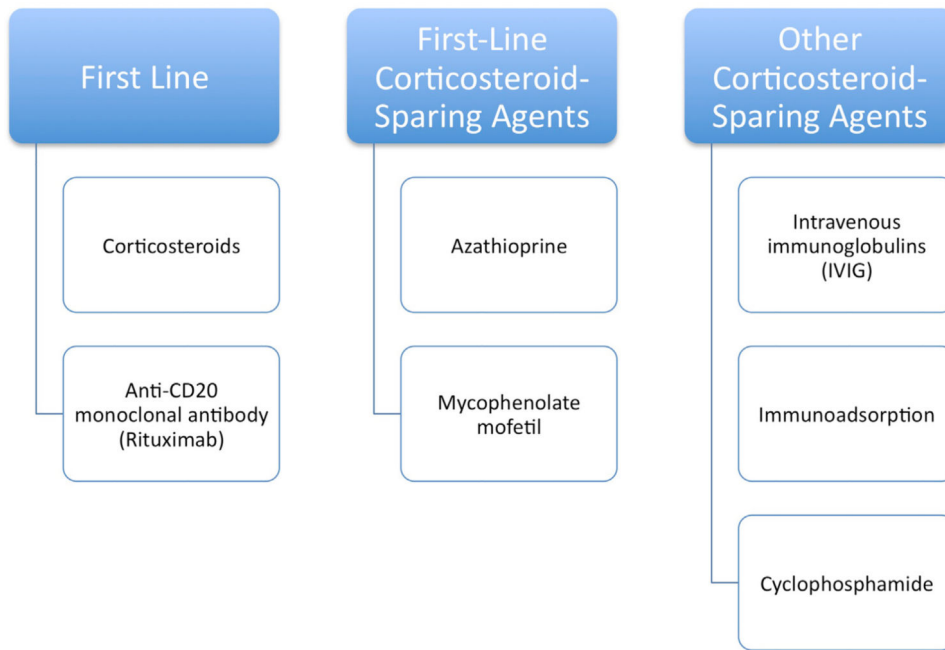 First Line
Corticosteroids
Anti-CD20
monoclonal antibody
(Rituximab)
First-Line
Corticosteroid-
Sparing Agents
Azathioprine
Mycophenolate
mofetil
Other
Corticosteroid-
Sparing Agents
Intravenous
immunoglobulins
(IVIG)
Immunoadsorption
Cyclophosphamide